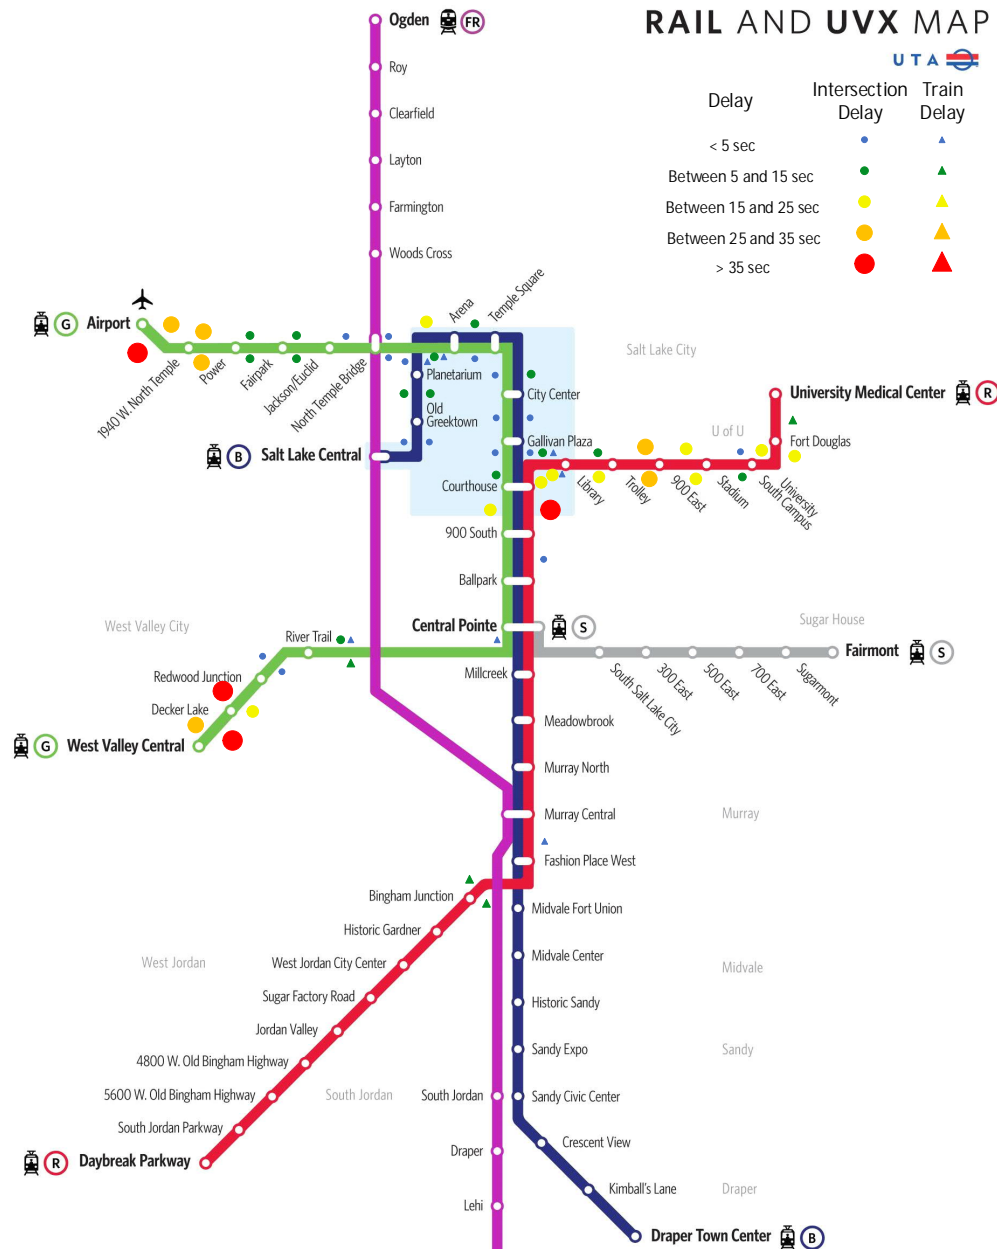 RAIL AND UVX MAP
UTA
Delay
Intersection
Delay
Train
Delay
< 5 sec
Between 5 and 15 sec
Between 15 and 25 sec
Between 25 and 35 sec
> 35 sec
Ogden FR
Roy
Clearfield
Layton
Farmington
Woods Cross
Arena
Temple Square
G Airport
1940 W. North Temple
Power
Fairpark
Jackson/Euclid
North Temple Bridge
Salt Lake City
Planetarium
City Center
Old
Greektown
University Medical Center R
U of U
Fort Douglas
Gallivan Plaza
B Salt Lake Central
Courthouse
Library
Trolley
900 East
Stadium
South Campus
University
900 South
Ballpark
West Valley City
Central Pointe S
Sugar House
River Trail
Fairmont S
Millcreek
South Salt Lake City
300 East
500 East
700 East
Sugarmont
Redwood Junction
Decker Lake
G West Valley Central
Meadowbrook
Murray North
Murray Central
Murray
Fashion Place West
Bingham Junction
Midvale Fort Union
Historic Gardner
West Jordan
West Jordan City Center
Midvale Center
Midvale
Sugar Factory Road
Historic Sandy
Jordan Valley
4800 W. Old Bingham Highway
Sandy Expo
Sandy
5600 W. Old Bingham Highway
South Jordan
South Jordan
Sandy Civic Center
South Jordan Parkway
Crescent View
R Daybreak Parkway
Draper
Kimball's Lane
Draper
Lehi
Draper Town Center B